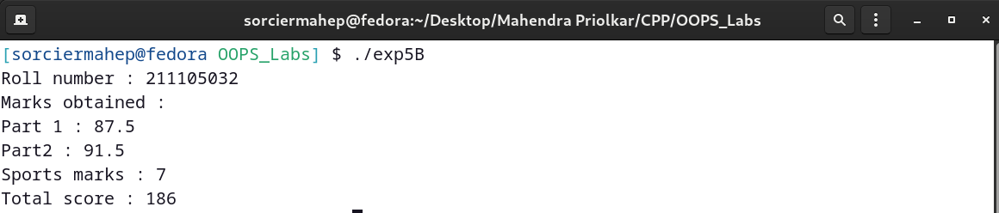 sorciermahep@fedora:~/Desktop/Mahendra Priolkar/CPP/OOPS_Labs
[sorciermahep@fedora OOPS_Labs] $ ./exp5B
Roll number : 211105032
Marks obtained :
Part 1 : 87.5
Part2 : 91.5
Sports marks : 7
Total score : 186